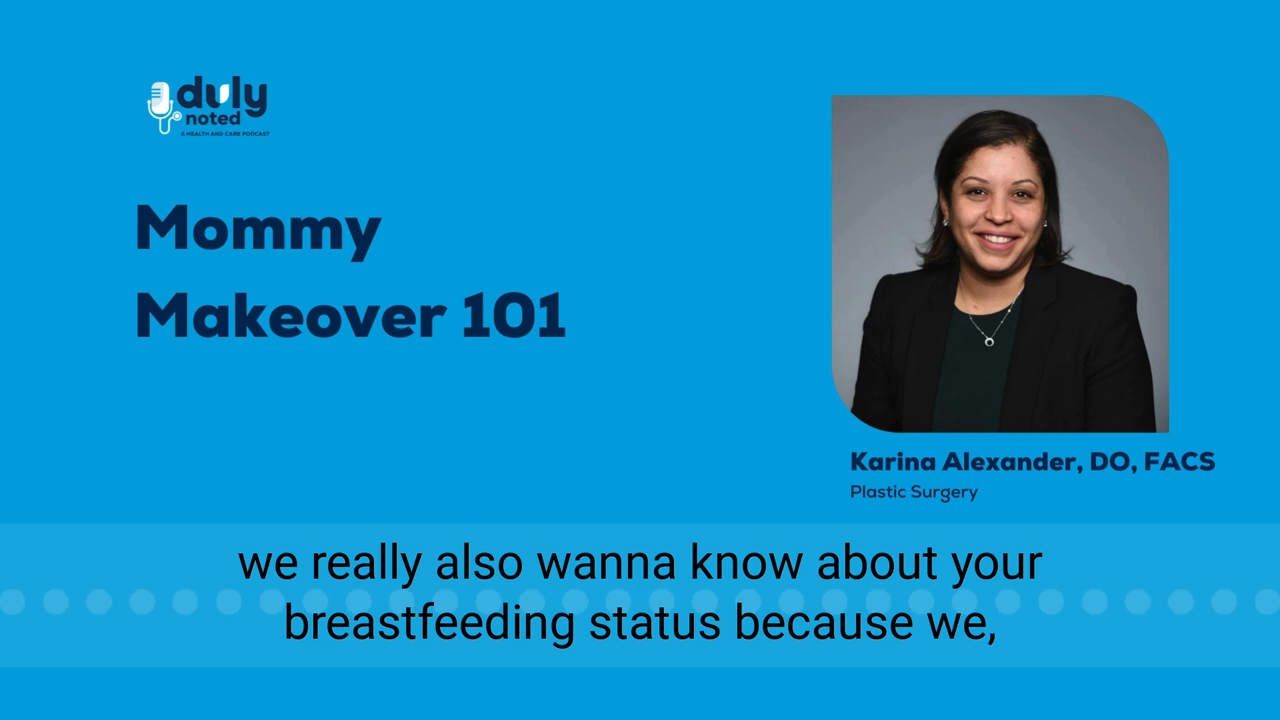 duly
noted
A HEALTH AND CARE PODCAST
Mommy
Makeover 101
Karina Alexander, DO, FACS
Plastic Surgery
we really also wanna know about your
breastfeeding status because we,